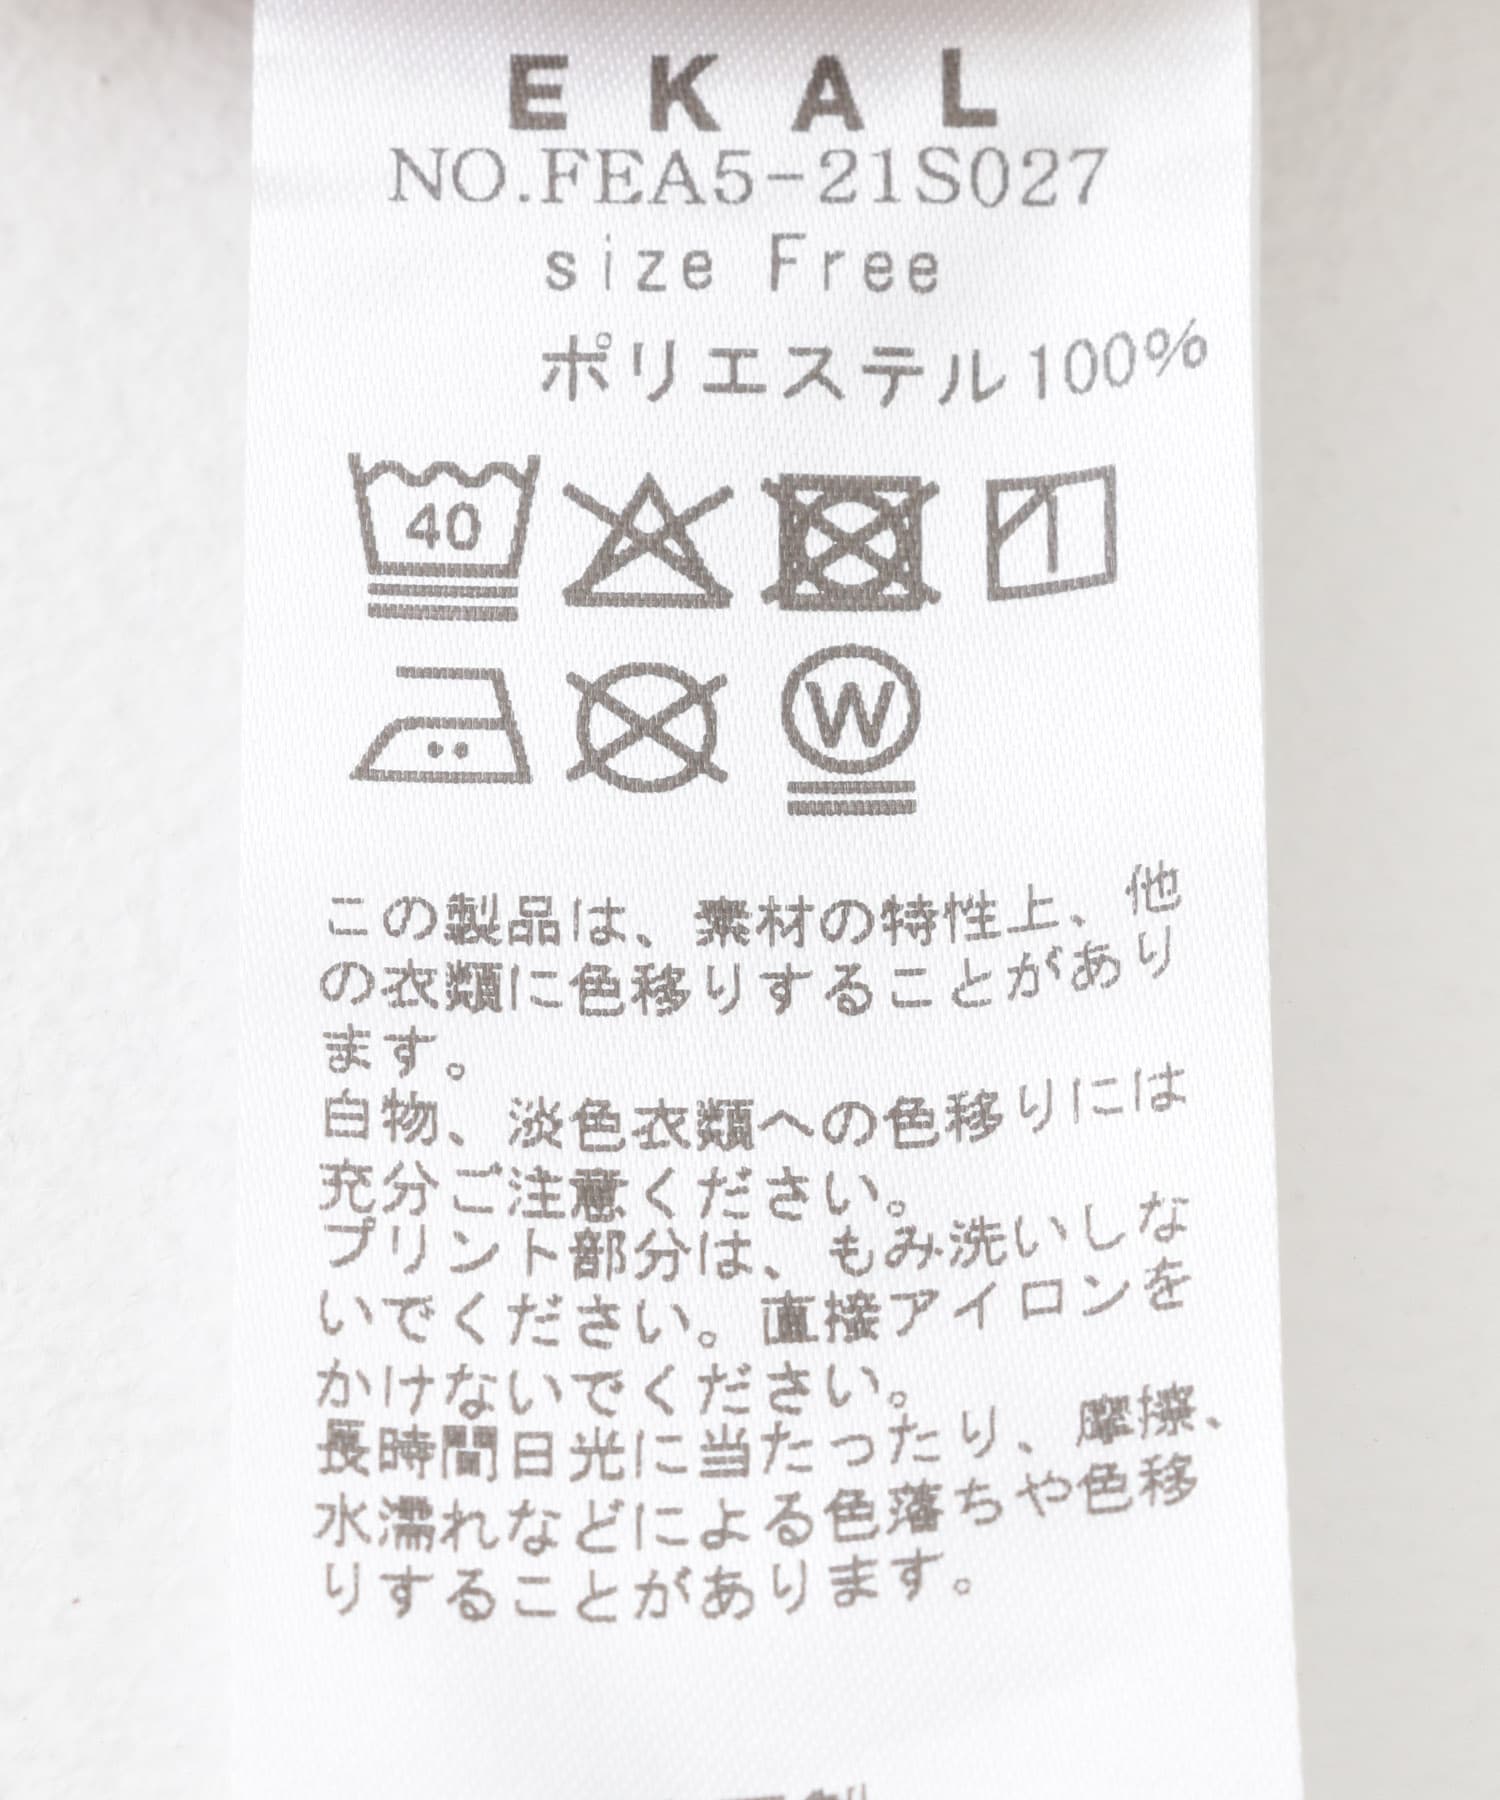 EKAL
NO.FEA5-21S027
size Free
ポリエステル100%
40
W
この製品は、素材の特性上、他
の衣類に色移りすることがあり
ます。
白物、淡色衣類への色移りには
充分ご注意ください。
プリント部分は、もみ洗いしな
いでください。直接アイロンを
かけないでください。
長時間日光に当たったり、摩擦、
水濡れなどによる色落ちや色移
りすることがあります。